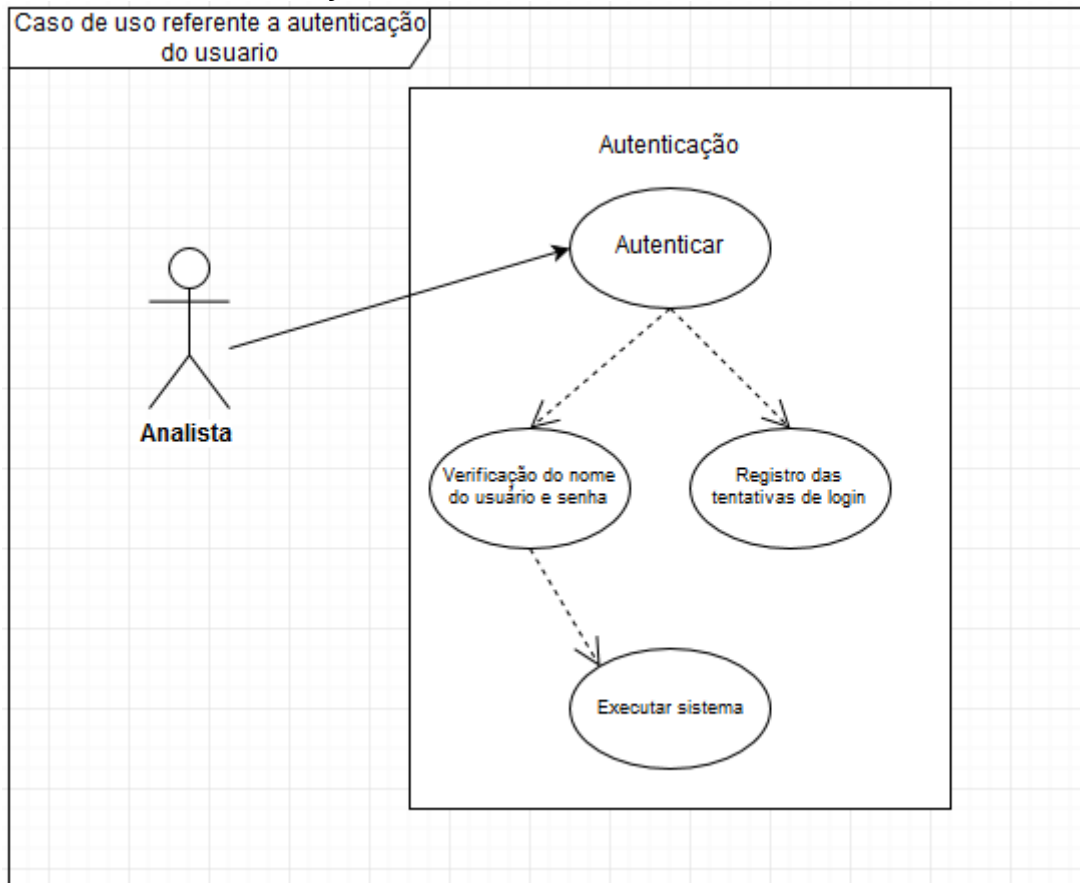 Caso de uso referente a autenticação
do usuario
Autenticação
Autenticar
Analista
Verificação do nome
do usuário e senha
Registro das
tentativas de login
Executar sistema